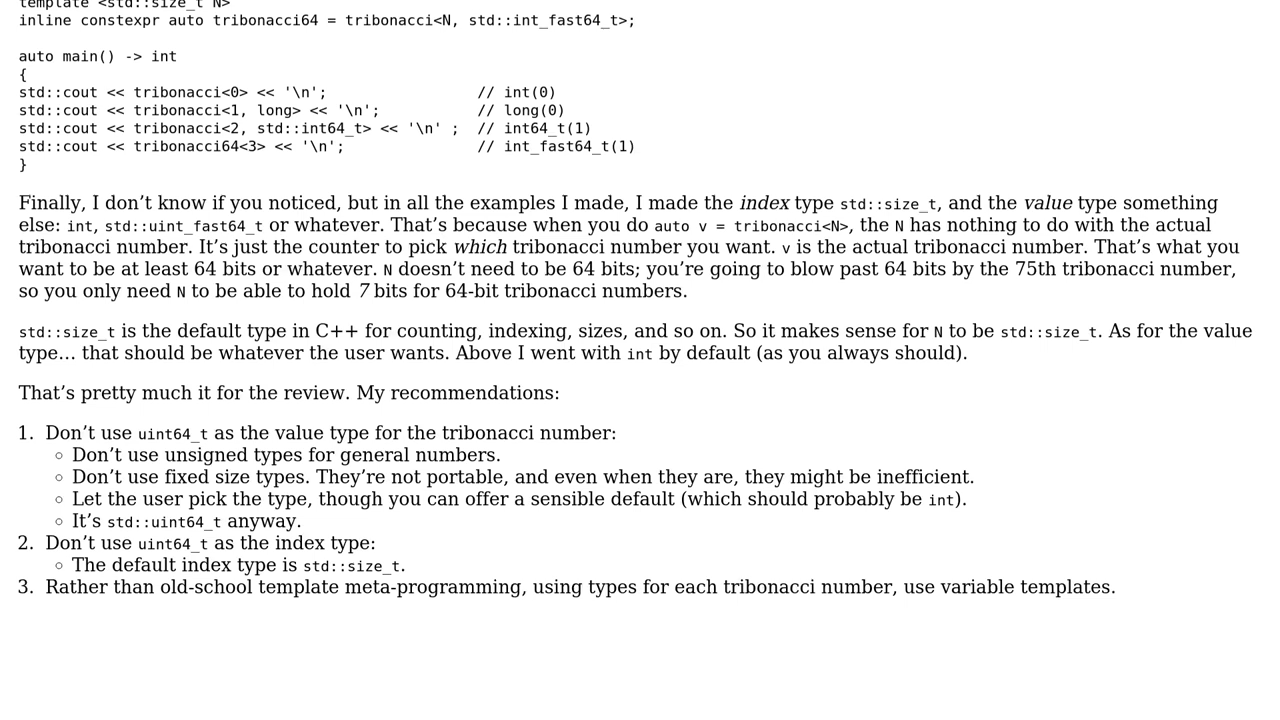 template <std::size_t N>
inline constexpr auto tribonacci64 = tribonacci<N, std::int_fast64_t>;
auto main() -> int
{
std::cout << tribonacci<0> << '\n';                 // int(0)
std::cout << tribonacci<1, long> << '\n';           // long(0)
std::cout << tribonacci<2, std::int64_t> << '\n' ;  // int64_t(1)
std::cout << tribonacci64<3> << '\n';               // int_fast64_t(1)
}
Finally, I don’t know if you noticed, but in all the examples I made, I made the index type std::size_t, and the value type something
else: int, std::uint_fast64_t or whatever. That’s because when you do auto v = tribonacci<N>, the N has nothing to do with the actual
tribonacci number. It’s just the counter to pick which tribonacci number you want. v is the actual tribonacci number. That’s what you
want to be at least 64 bits or whatever. N doesn’t need to be 64 bits; you’re going to blow past 64 bits by the 75th tribonacci number,
so you only need N to be able to hold 7 bits for 64-bit tribonacci numbers.
std::size_t is the default type in C++ for counting, indexing, sizes, and so on. So it makes sense for N to be std::size_t. As for the value
type… that should be whatever the user wants. Above I went with int by default (as you always should).
That’s pretty much it for the review. My recommendations:
1. Don’t use uint64_t as the value type for the tribonacci number:
◦ Don’t use unsigned types for general numbers.
◦ Don’t use fixed size types. They’re not portable, and even when they are, they might be inefficient.
◦ Let the user pick the type, though you can offer a sensible default (which should probably be int).
◦ It’s std::uint64_t anyway.
2. Don’t use uint64_t as the index type:
◦ The default index type is std::size_t.
3. Rather than old-school template meta-programming, using types for each tribonacci number, use variable templates.